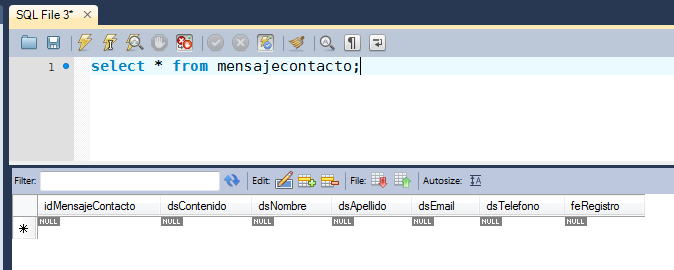 SQL File 3*
1 select * from mensajecontacto;
Filter: Edit: File: Autosize:
idMensajeContacto dsContenido dsNombre dsApellido dsEmail dsTelefono feRegistro
NULL NULL NULL NULL NULL NULL NULL